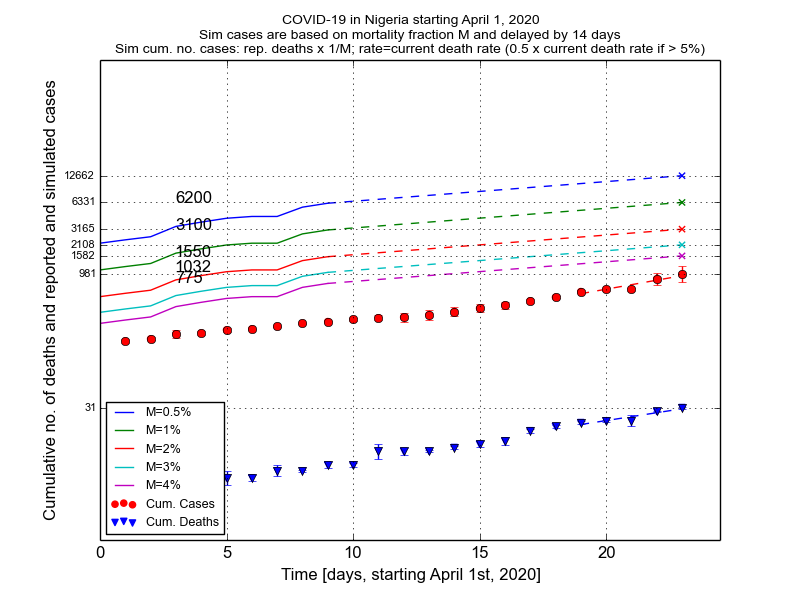 COVID-19 in Nigeria starting April 1, 2020
Sim cases are based on mortality fraction M and delayed by 14 days
Sim cum. no. cases: rep. deaths x 1/M; rate=current death rate (0.5 x current death rate if > 5%)
Cumulative no. of deaths and reported and simulated cases
12662
6331
3165
2108
1582
981
31
6200
3100
1550
1032
775
M=0.5%
M=1%
M=2%
M=3%
M=4%
Cum. Cases
Cum. Deaths
0 5 10 15 20
Time [days, starting April 1st, 2020]